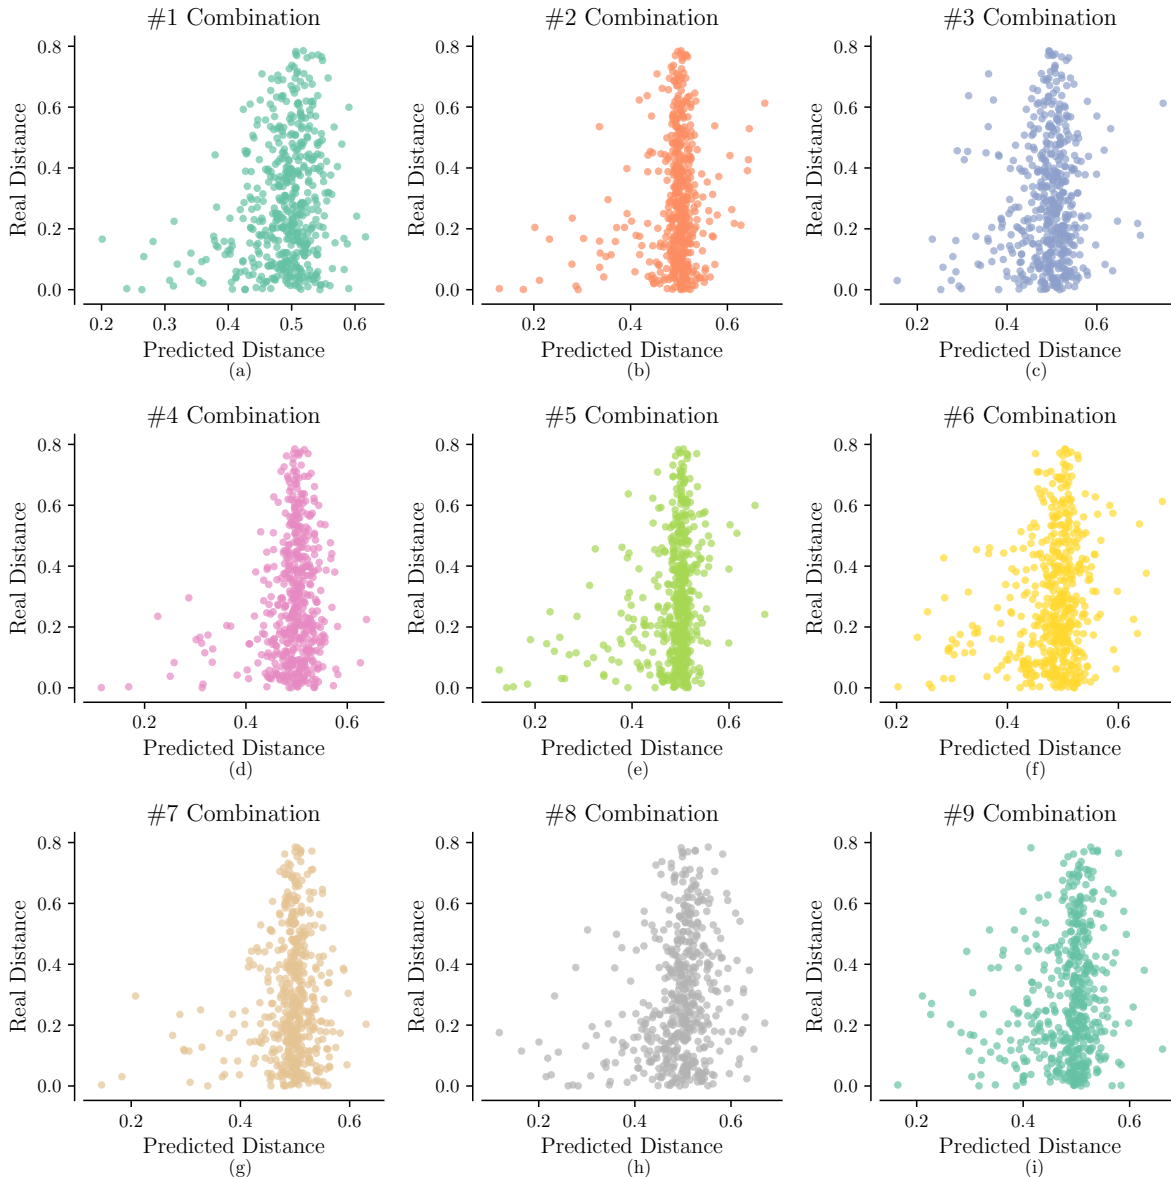 #1 Combination
0.8
0.6
0.4
0.2
0.0
Real Distance
0.2 0.3 0.4 0.5 0.6
Predicted Distance
(a)
#2 Combination
0.8
0.6
0.4
0.2
0.0
Real Distance
0.2 0.4 0.6
Predicted Distance
(b)
#3 Combination
0.8
0.6
0.4
0.2
0.0
Real Distance
0.2 0.4 0.6
Predicted Distance
(c)
#4 Combination
0.8
0.6
0.4
0.2
0.0
Real Distance
0.2 0.4 0.6
Predicted Distance
(d)
#5 Combination
0.8
0.6
0.4
0.2
0.0
Real Distance
0.2 0.4 0.6
Predicted Distance
(e)
#6 Combination
0.8
0.6
0.4
0.2
0.0
Real Distance
0.2 0.4 0.6
Predicted Distance
(f)
#7 Combination
0.8
0.6
0.4
0.2
0.0
Real Distance
0.2 0.4 0.6
Predicted Distance
(g)
#8 Combination
0.8
0.6
0.4
0.2
0.0
Real Distance
0.2 0.4 0.6
Predicted Distance
(h)
#9 Combination
0.8
0.6
0.4
0.2
0.0
Real Distance
0.2 0.4 0.6
Predicted Distance
(i)